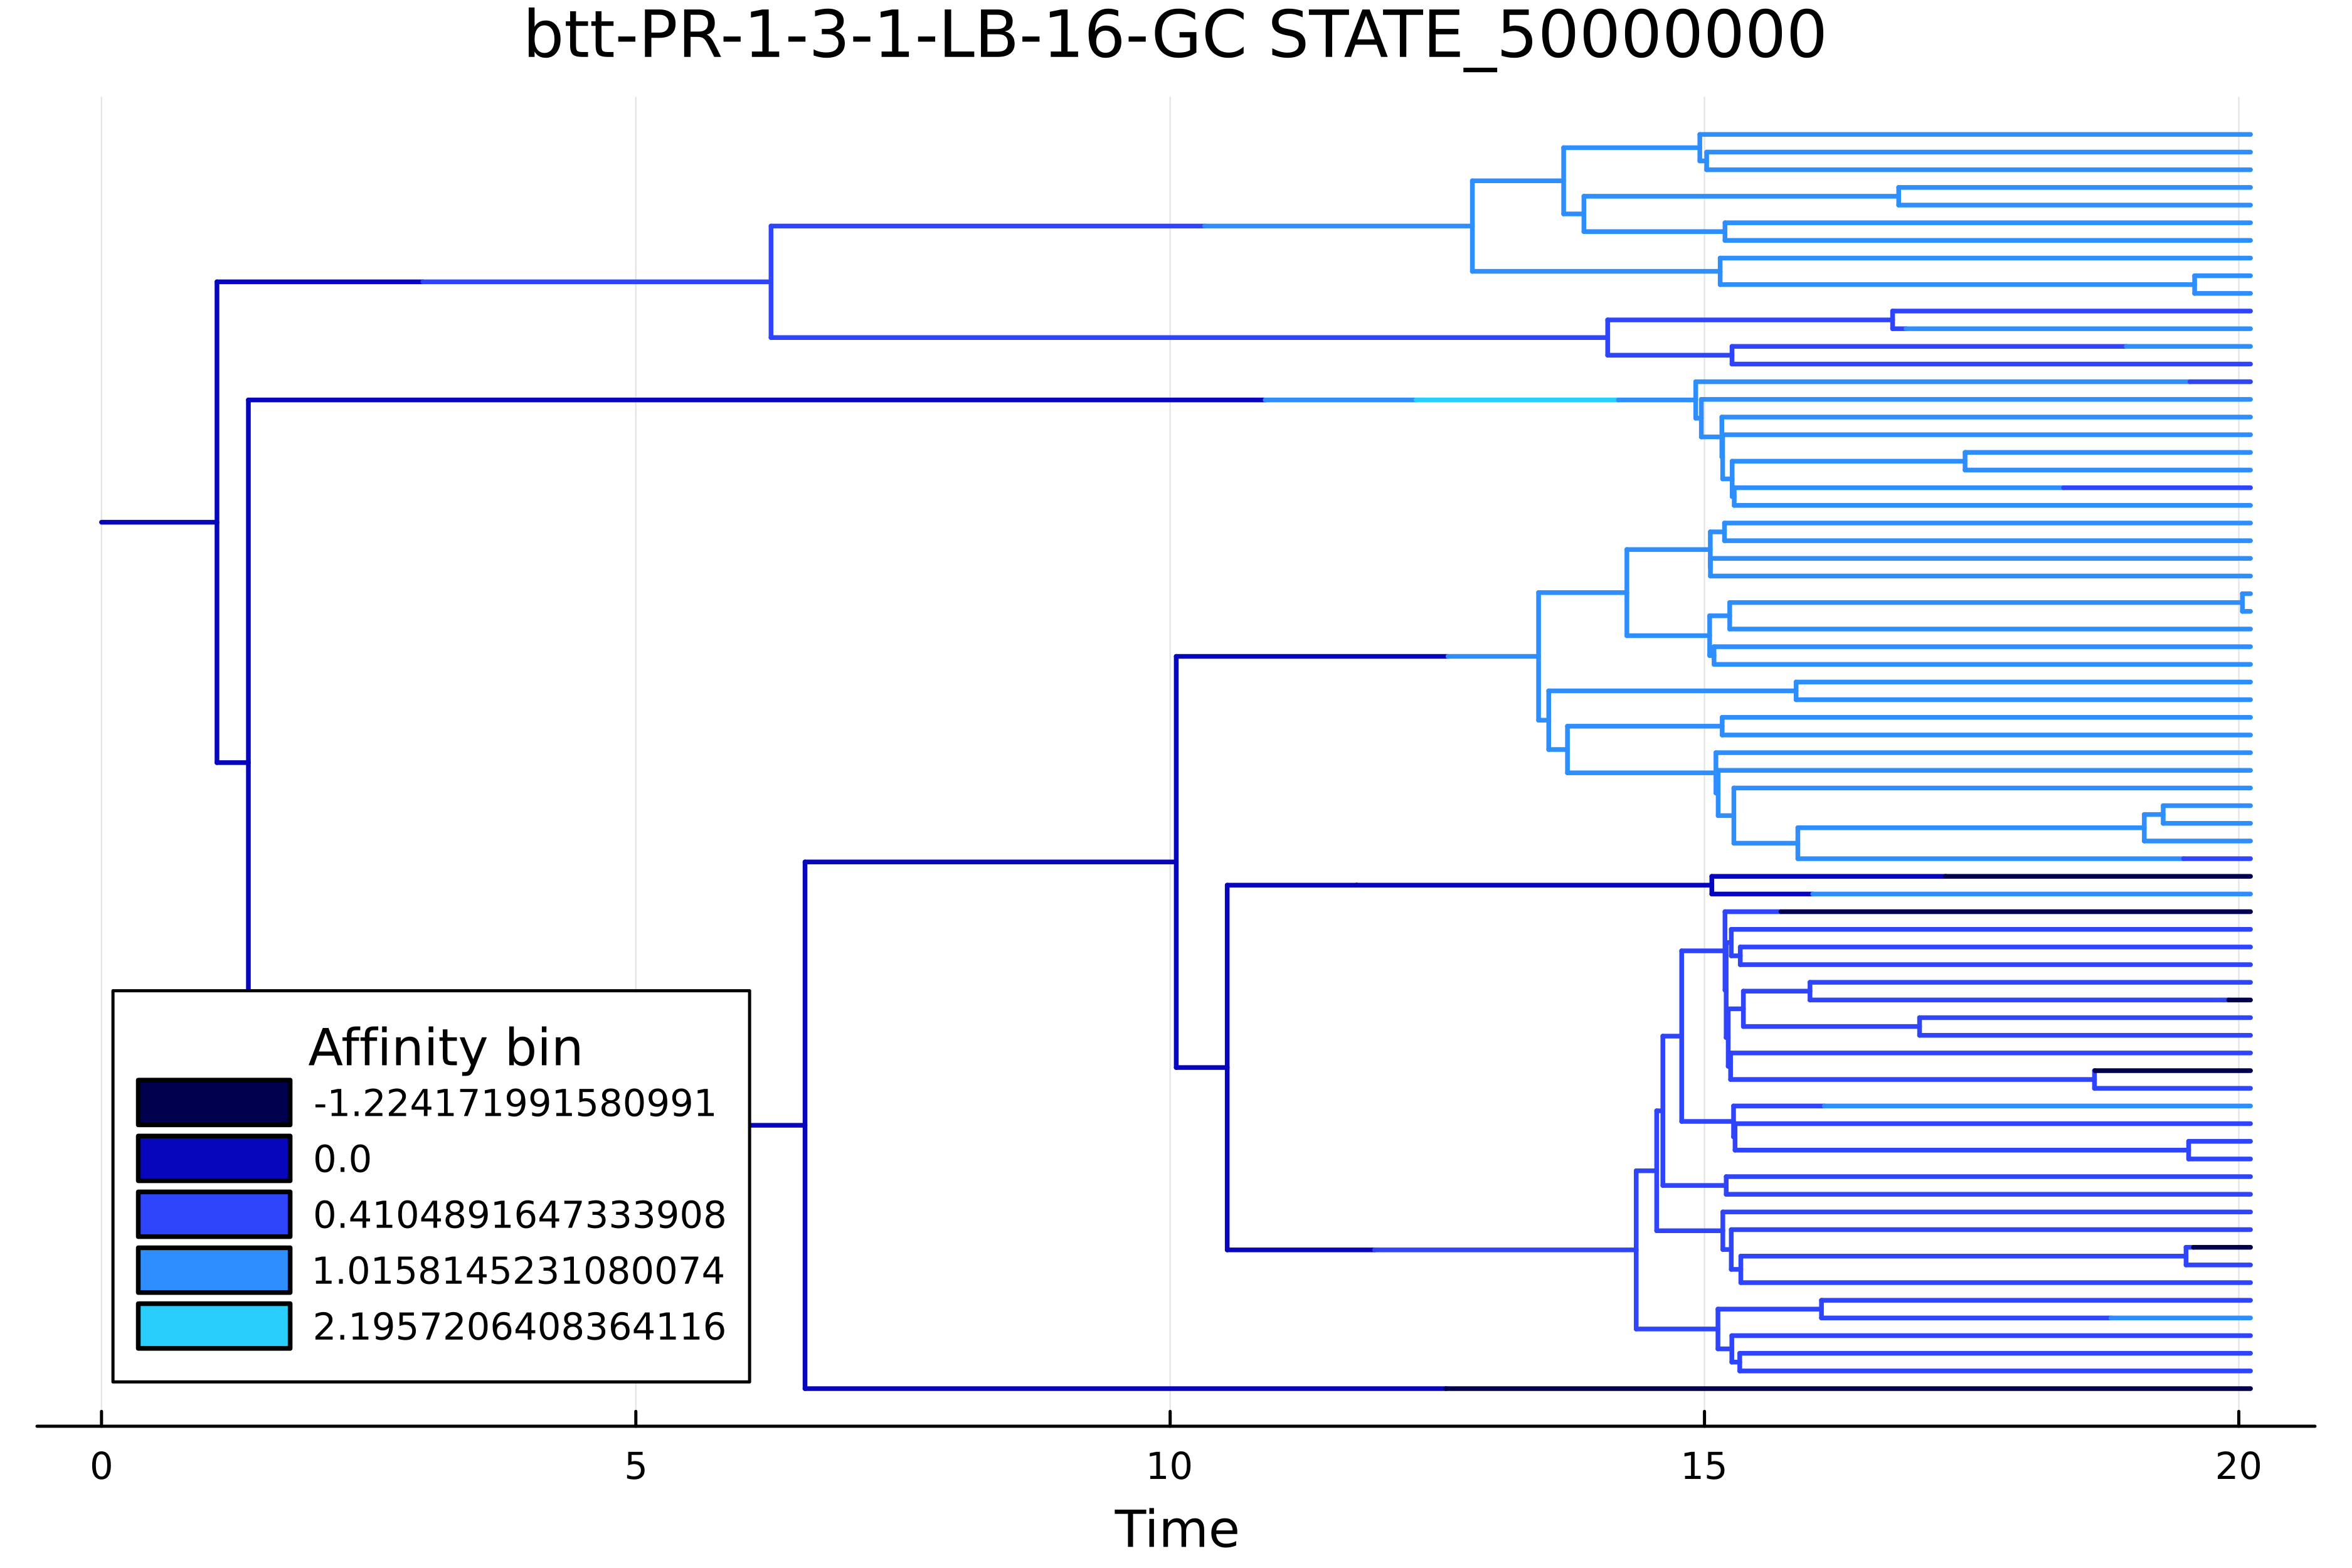 btt-PR-1-3-1-LB-16-GC STATE_50000000
Affinity bin
-1.224171991580991
0.0
0.4104891647333908
1.0158145231080074
2.1957206408364116
0 5 10 15 20
Time